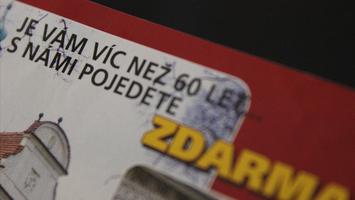 JE VÁM VÍC NEŽ 60 LET...
S NÁMI POJEDETE
ZDARMA